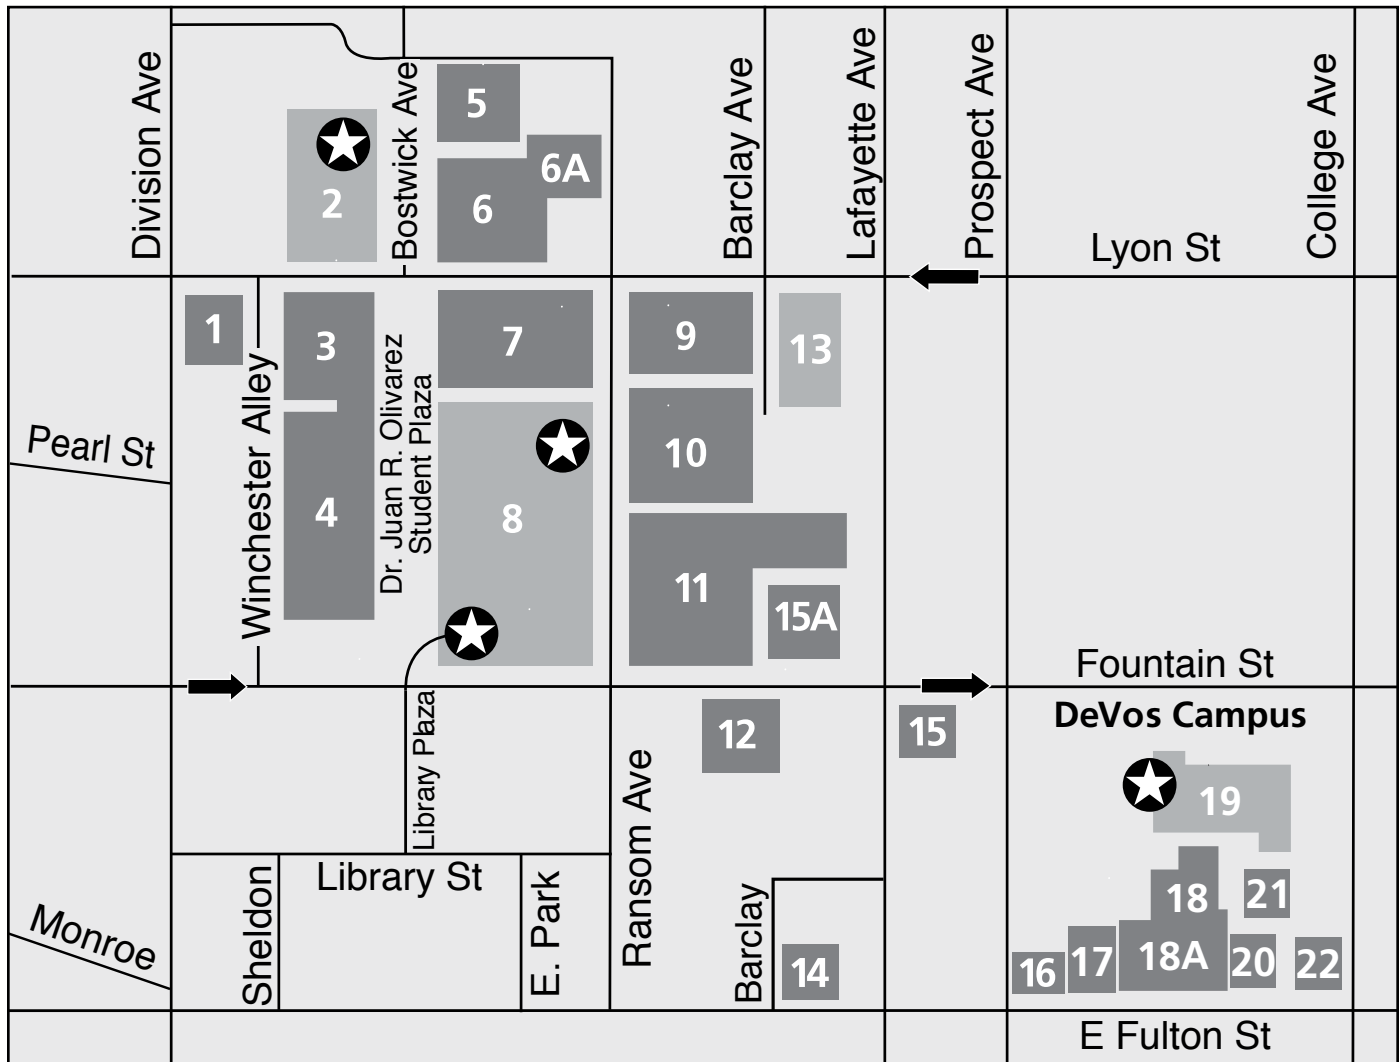 Division Ave
Bostwick Ave
Barclay Ave
Lafayette Ave
Prospect Ave
College Ave
5
6A
2
6
Lyon St
1
3
7
9
13
Winchester Alley
Dr. Juan R. Olivarez
Student Plaza
Pearl St
10
4
8
11
15A
Fountain St
DeVos Campus
Library Plaza
12
15
Ransom Ave
19
Library St
Sheldon
E. Park
Barclay
18
21
Monroe
14
16
17
18A
20
22
E Fulton St